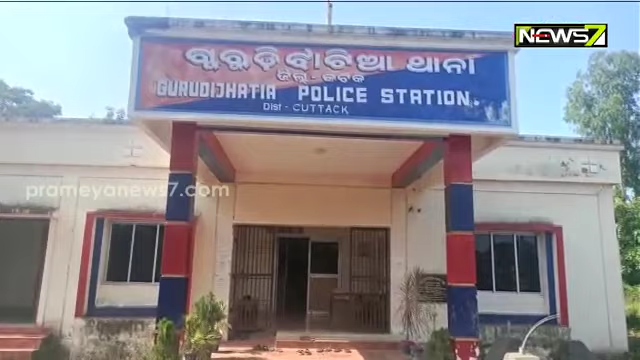 NEWS7
ଗୁରୁଡ଼ିଝାଟିଆ ଥାନା
ଜିଲ୍ଲା - କଟକ
GURUDIJHATIA POLICE STATION
Dist - CUTTACK
prameyanews7.com